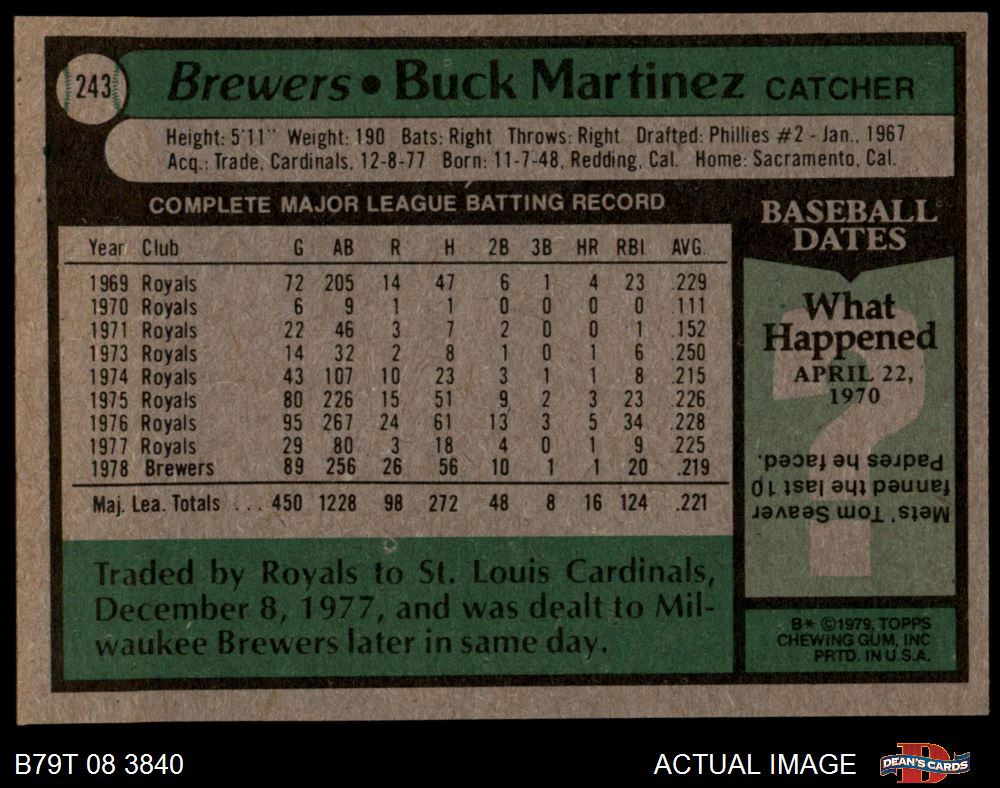 243
Brewers • Buck Martinez CATCHER
Height: 5'11" Weight: 190 Bats: Right Throws: Right Drafted: Phillies #2 - Jan., 1967
Acq.: Trade, Cardinals, 12-8-77 Born: 11-7-48, Redding, Cal. Home: Sacramento, Cal.
COMPLETE MAJOR LEAGUE BATTING RECORD
Year Club G AB R H 2B 3B HR RBI AVG.
1969 Royals 72 205 14 47 6 1 4 23 .229
1970 Royals 6 9 1 1 0 0 0 0 .111
1971 Royals 22 46 3 7 2 0 0 1 .152
1973 Royals 14 32 2 8 1 0 1 6 .250
1974 Royals 43 107 10 23 3 1 1 8 .215
1975 Royals 80 226 15 51 9 2 3 23 .226
1976 Royals 95 267 24 61 13 3 5 34 .228
1977 Royals 29 80 3 18 4 0 1 9 .225
1978 Brewers 89 256 26 56 10 1 1 20 .219
Maj. Lea. Totals ... 450 1228 98 272 48 8 16 124 .221
Traded by Royals to St. Louis Cardinals,
December 8, 1977, and was dealt to Mil-
waukee Brewers later in same day.
BASEBALL
DATES
What
Happened
APRIL 22,
1970
Mets' Tom Seaver
fanned the last 10
Padres he faced.
B* ©1979, TOPPS
CHEWING GUM, INC
PRTD. IN U.S.A.
B79T 08 3840
ACTUAL IMAGE
DEAN'S CARDS